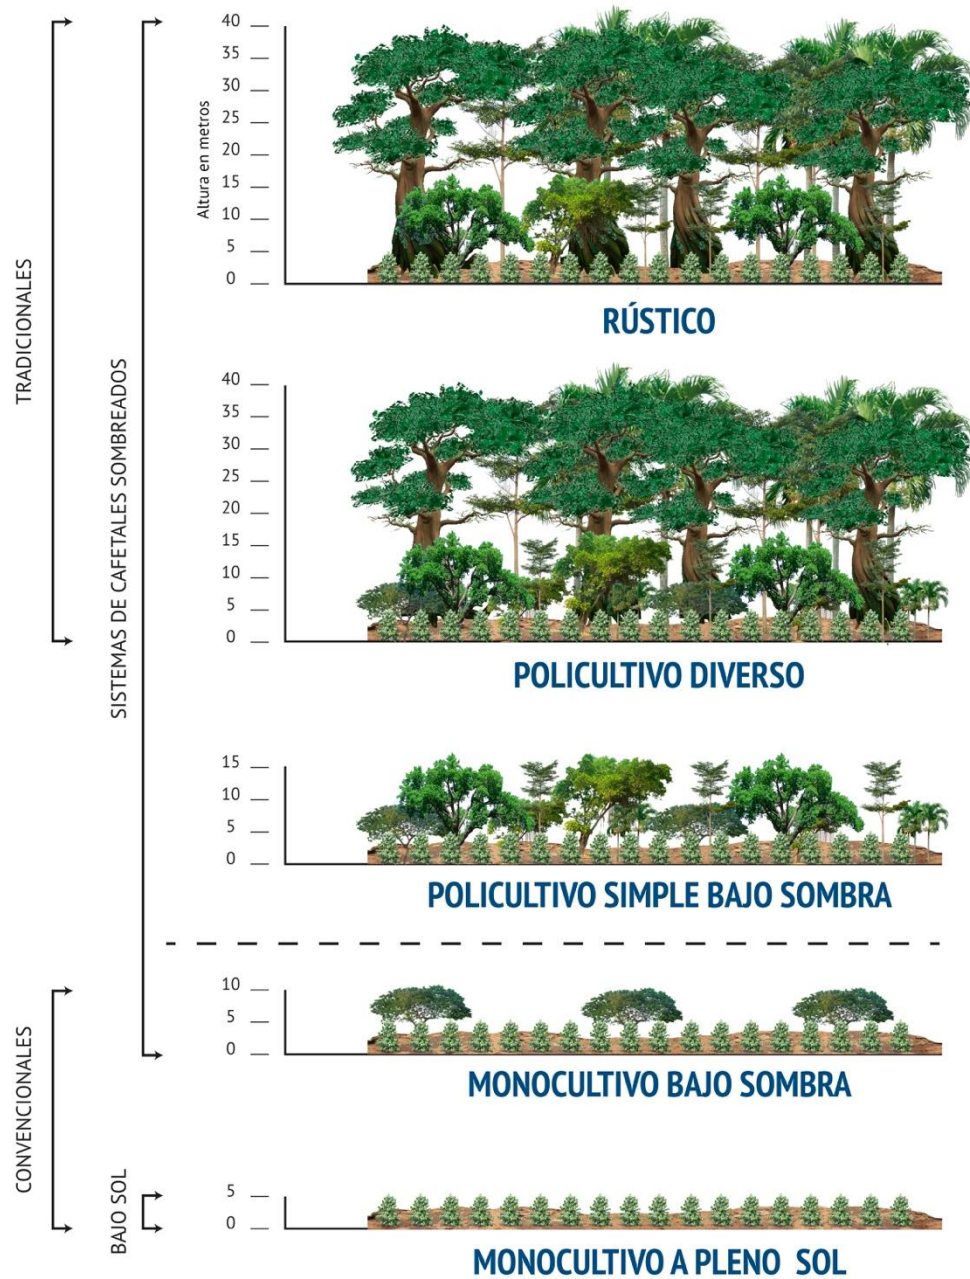 TRADICIONALES
SISTEMAS DE CAFETALES SOMBREADOS
CONVENCIONALES
BAJO SOL
Altura en metros
40
35
30
25
20
15
10
5
0
RÚSTICO
40
35
30
25
20
15
10
5
0
POLICULTIVO DIVERSO
15
10
5
0
POLICULTIVO SIMPLE BAJO SOMBRA
10
5
0
MONOCULTIVO BAJO SOMBRA
5
0
MONOCULTIVO A PLENO SOL